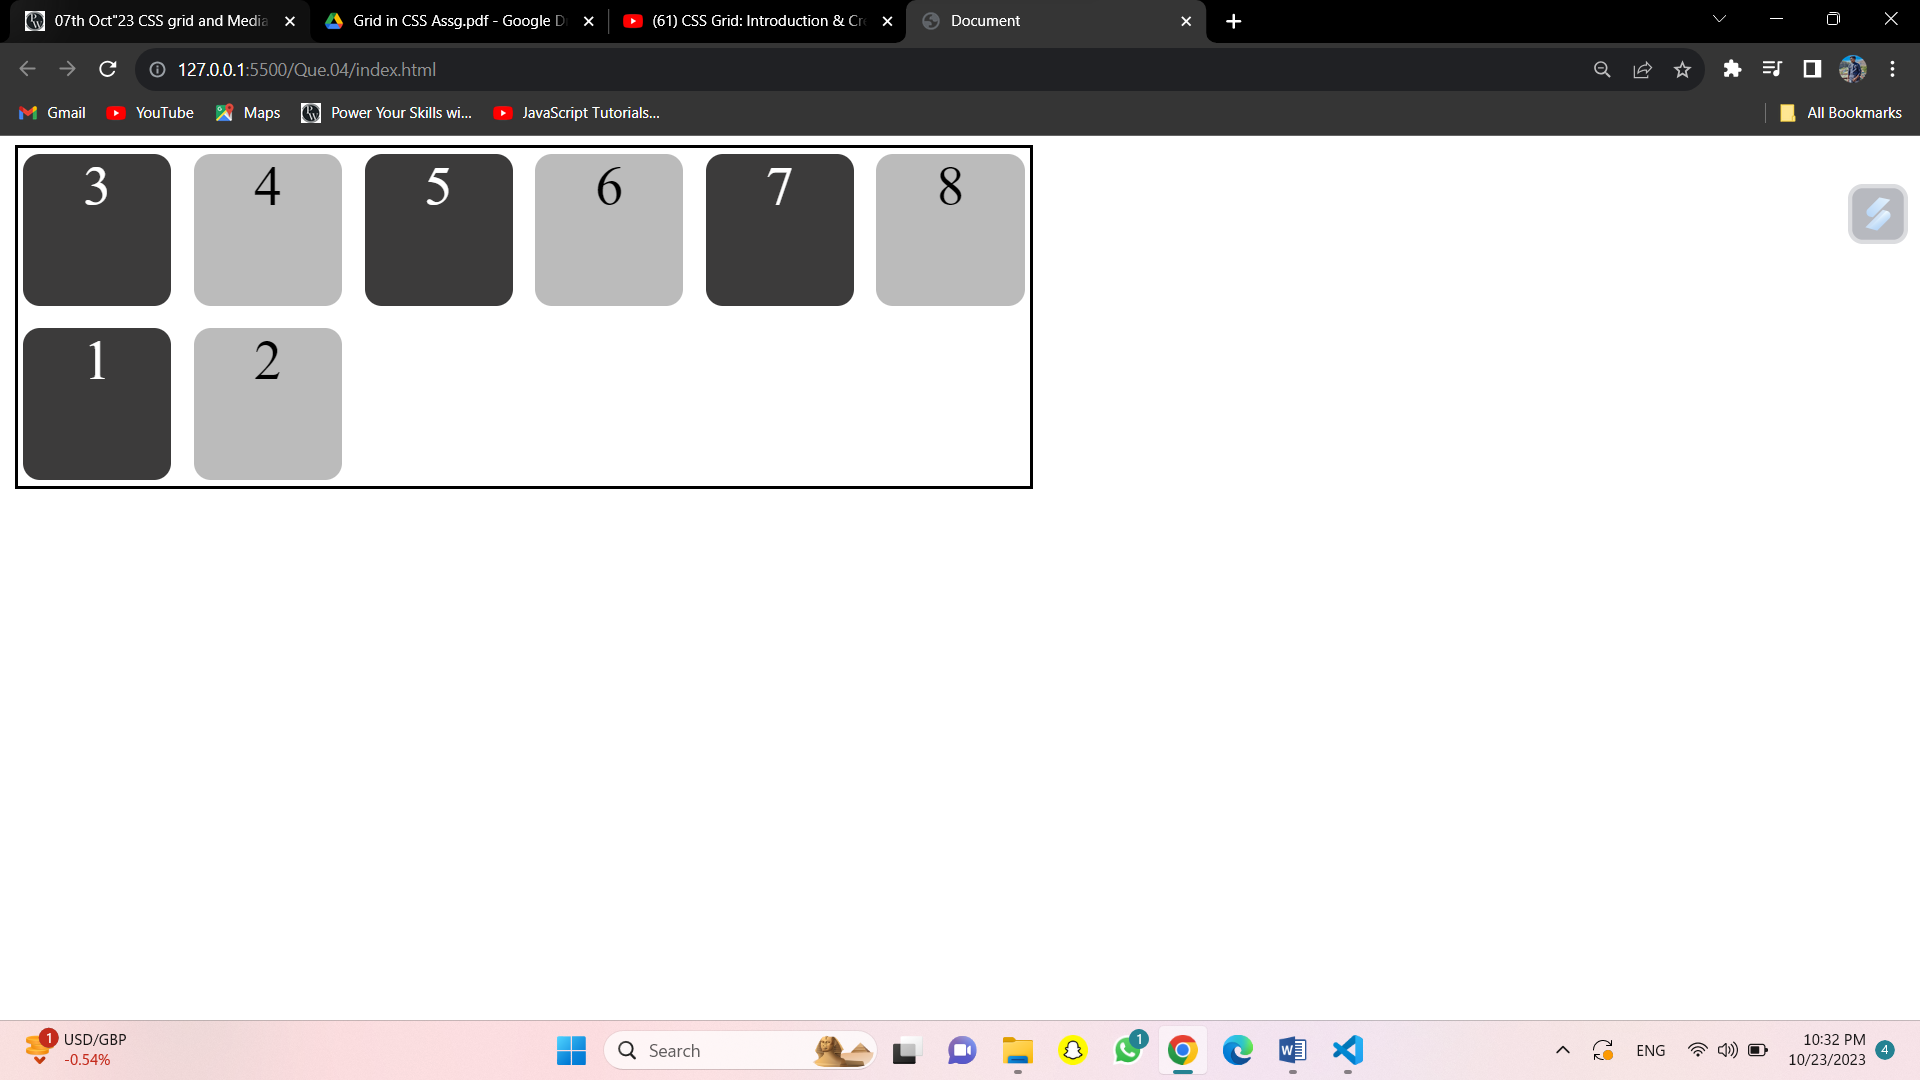 07th Oct"23 CSS grid and Media
Grid in CSS Assg.pdf - Google D
(61) CSS Grid: Introduction & Cr
Document
127.0.0.1:5500/Que.04/index.html
Gmail
YouTube
Maps
Power Your Skills wi...
JavaScript Tutorials...
All Bookmarks
3 4 5 6 7 8
1 2
1
USD/GBP
-0.54%
Search
1
ENG
10:32 PM
10/23/2023
4